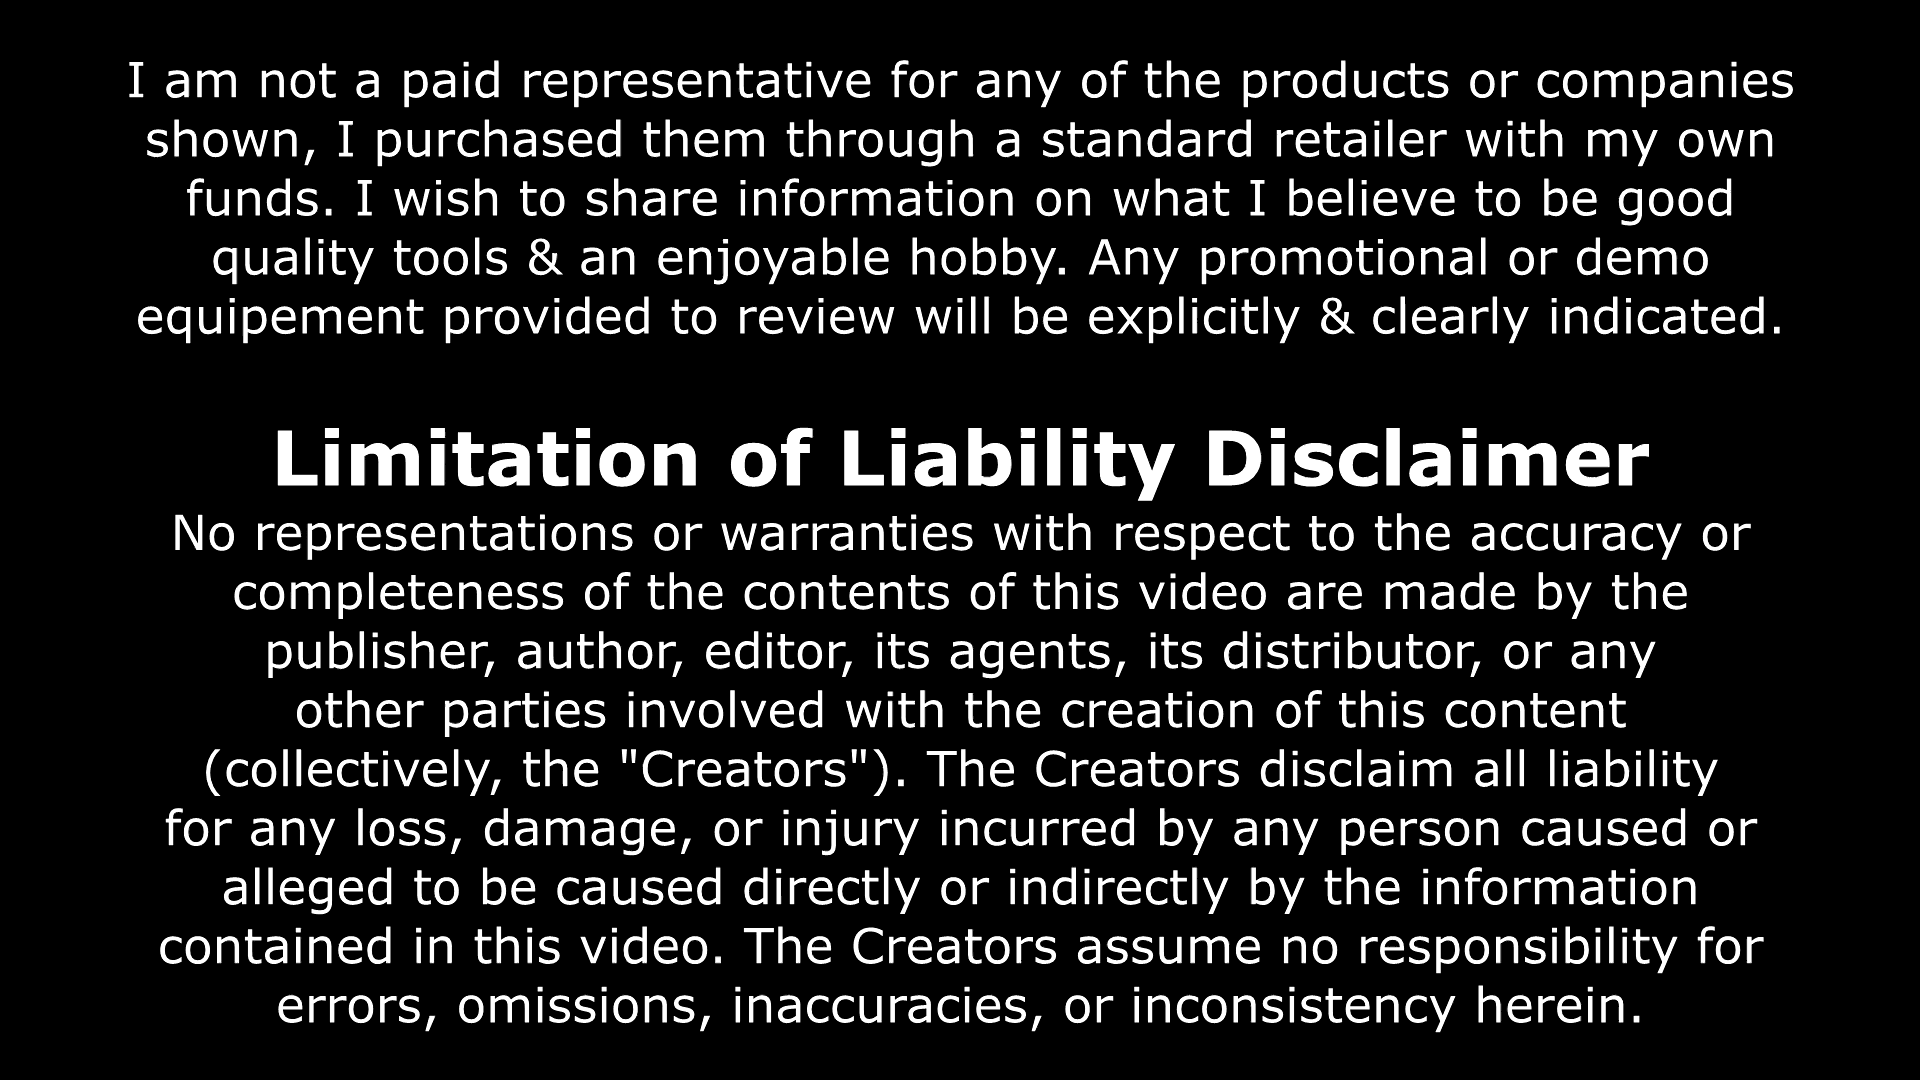 I am not a paid representative for any of the products or companies
shown, I purchased them through a standard retailer with my own
funds. I wish to share information on what I believe to be good
quality tools & an enjoyable hobby. Any promotional or demo
equipement provided to review will be explicitly & clearly indicated.
Limitation of Liability Disclaimer
No representations or warranties with respect to the accuracy or
completeness of the contents of this video are made by the
publisher, author, editor, its agents, its distributor, or any
other parties involved with the creation of this content
(collectively, the "Creators"). The Creators disclaim all liability
for any loss, damage, or injury incurred by any person caused or
alleged to be caused directly or indirectly by the information
contained in this video. The Creators assume no responsibility for
errors, omissions, inaccuracies, or inconsistency herein.